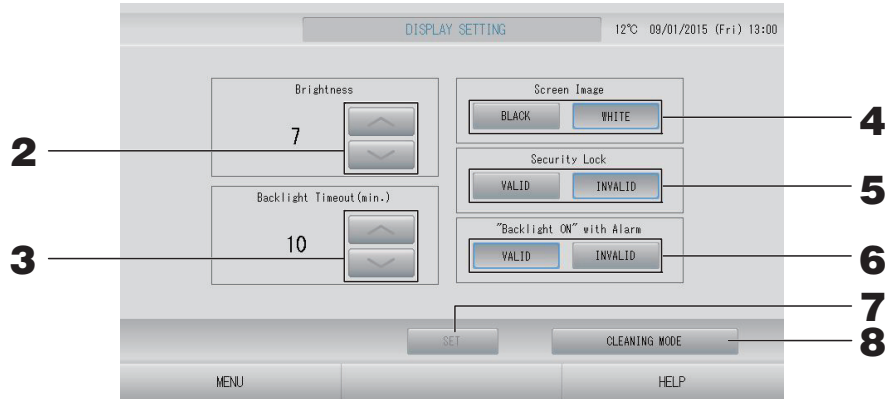 DISPLAY SETTING 12°C 09/01/2015 (Fri) 13:00
Brightness
7
Backlight Timeout(min.)
10
Screen Image
BLACK WHITE
Security Lock
VALID INVALID
"Backlight ON" with Alarm
VALID INVALID
SET CLEANING MODE
MENU HELP
2
3
4
5
6
7
8